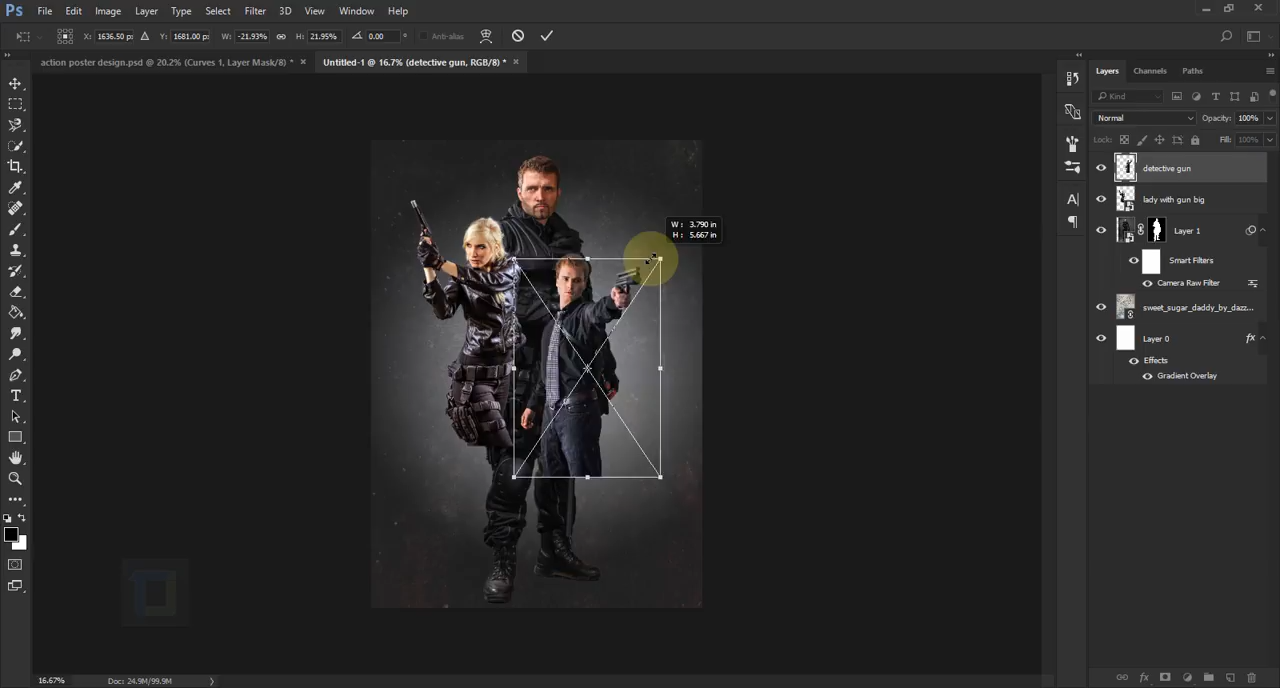 Ps File Edit Image Layer Type Select Filter 3D View Window Help
X: 1636.50 px Y: 1681.00 px W: -21.93% H: 21.95% 0.00 ° Anti-alias
action poster design.psd @ 20.2% (Curves 1, Layer Mask/8) * × Untitled-1 @ 16.7% (detective gun, RGB/8) * ×
Layers Channels Paths
Kind
Normal Opacity: 100%
Lock: Fill: 100%
detective gun
lady with gun big
Layer 1
Smart Filters
Camera Raw Filter
sweet_sugar_daddy_by_dazz...
Layer 0 fx
Effects
Gradient Overlay
W: 3.790 in
H: 5.667 in
16.67% Doc: 24.9M/99.9M